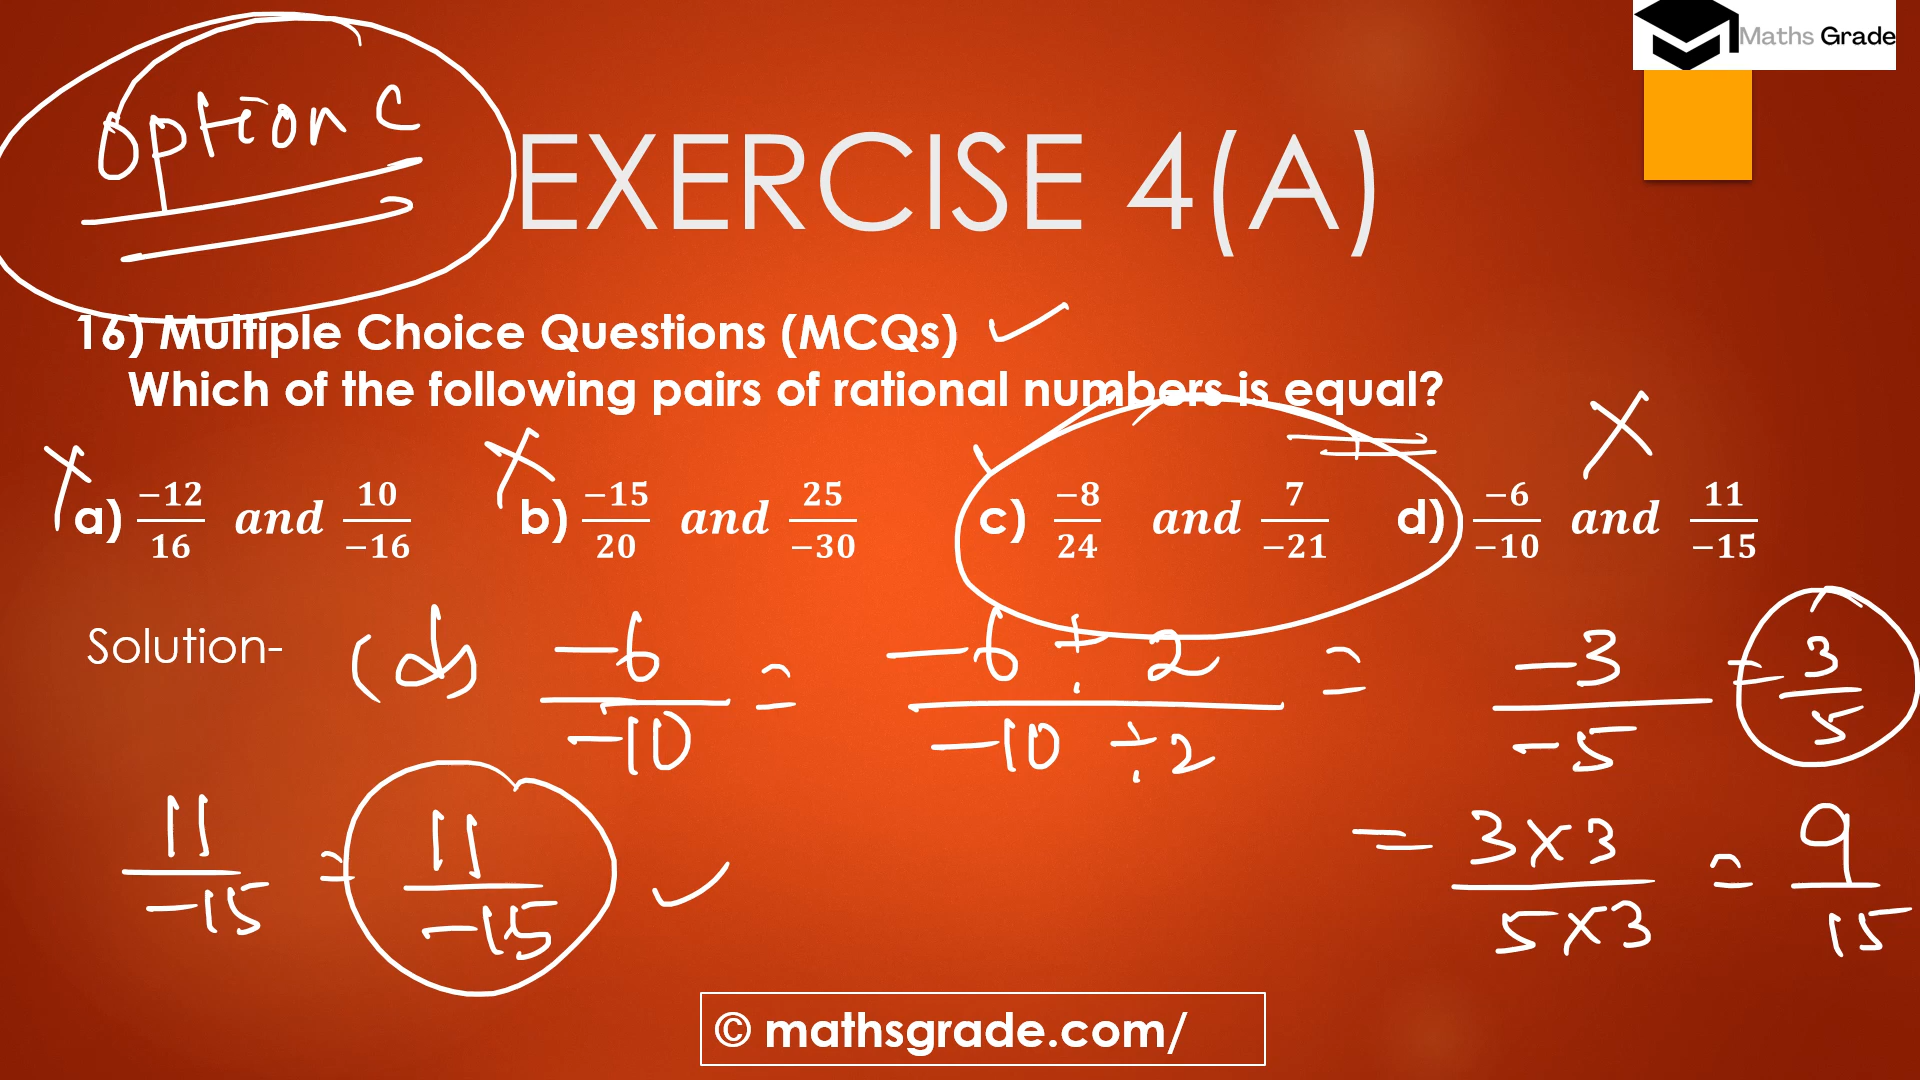 Maths Grade
option C
EXERCISE 4(A)
16) Multiple Choice Questions (MCQs) ✓
Which of the following pairs of rational numbers is equal?
a) −12/16 and 10/−16 b) −15/20 and 25/−30 c) −8/24 and 7/−21 d) −6/−10 and 11/−15
Solution- (d) −6/−10 = −6 ÷ 2/−10 ÷ 2 = −3/−5 = 3/5
11/−15 = 11/−15 ✓ = 3×3/5×3 = 9/15
© mathsgrade.com/